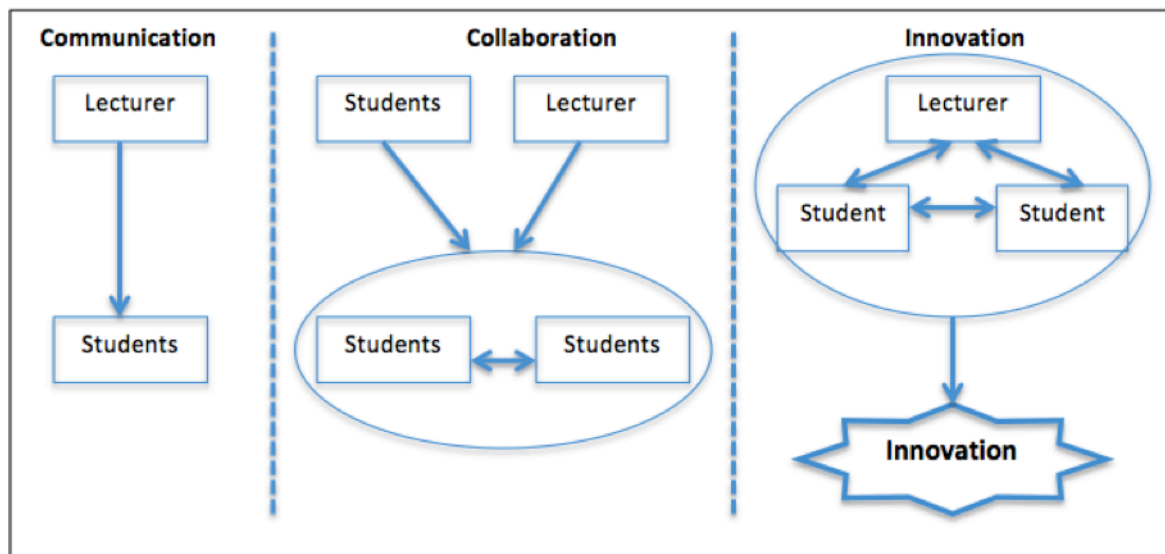 Communication
Collaboration
Innovation
Lecturer
Students
Lecturer
Lecturer
Student
Student
Students
Students
Students
Innovation